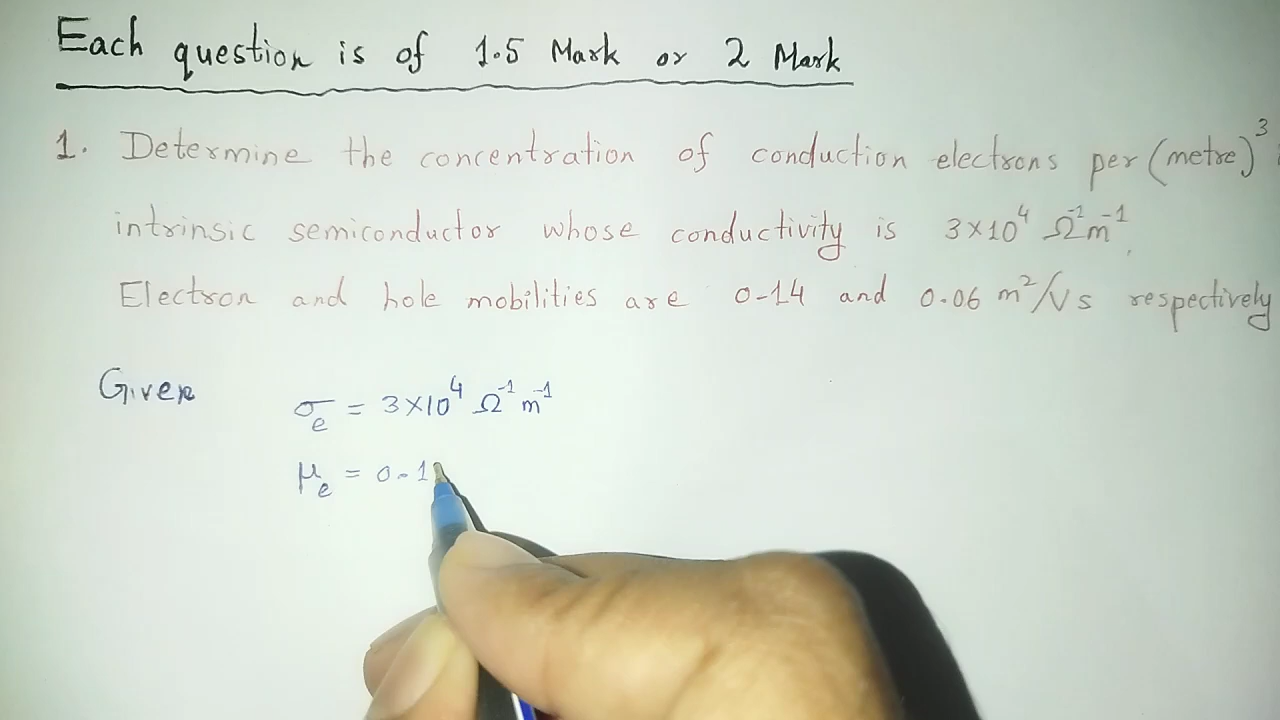 Each question is of 1.5 Mark or 2 Mark
1. Determine the concentration of conduction electrons per (metre)³
intrinsic semiconductor whose conductivity is 3×10⁴ Ω⁻¹m⁻¹.
Electron and hole mobilities are 0.14 and 0.06 m²/Vs respectively
Given σₑ = 3×10⁴ Ω⁻¹m⁻¹
μₑ = 0.1